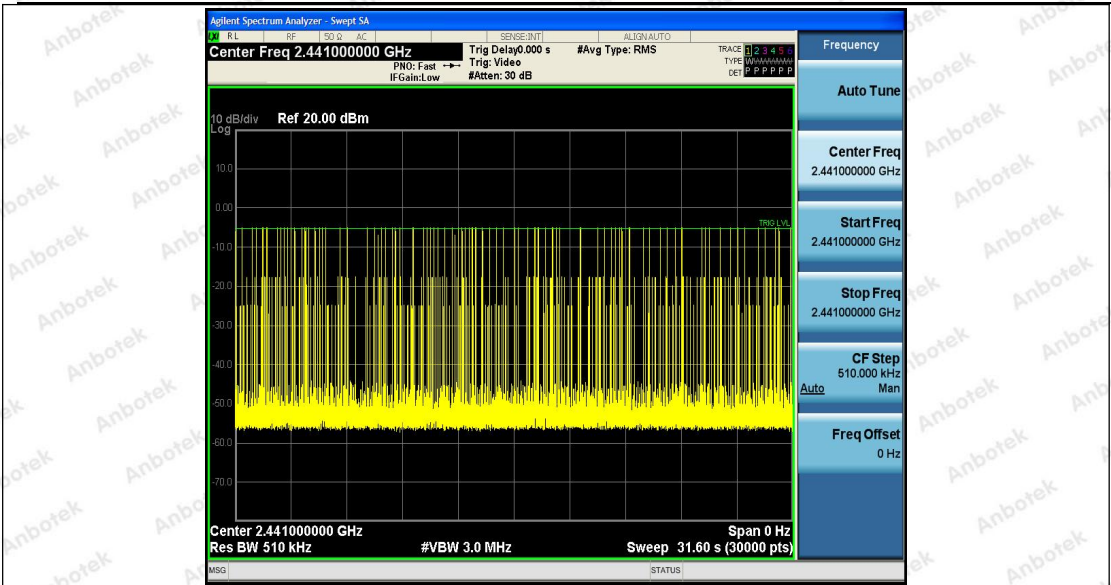 Agilent Spectrum Analyzer - Swept SA
LXI RL RF 50 Ω AC SENSE:INT ALIGNAUTO
Center Freq 2.441000000 GHz
PNO: Fast
IFGain:Low
Trig Delay0.000 s
Trig: Video
#Atten: 30 dB
#Avg Type: RMS
TRACE 1 2 3 4 5 6
TYPE WWWWWW
DET P P P P P P
10 dB/div
Log
Ref 20.00 dBm
10.0
0.00
TRIG LVL
-10.0
-20.0
-30.0
-40.0
-50.0
-60.0
-70.0
Center 2.441000000 GHz
Span 0 Hz
Res BW 510 kHz
#VBW 3.0 MHz
Sweep 31.60 s (30000 pts)
MSG
STATUS
Frequency
Auto Tune
Center Freq
2.441000000 GHz
Start Freq
2.441000000 GHz
Stop Freq
2.441000000 GHz
CF Step
510.000 kHz
Auto Man
Freq Offset
0 Hz
Anbotek